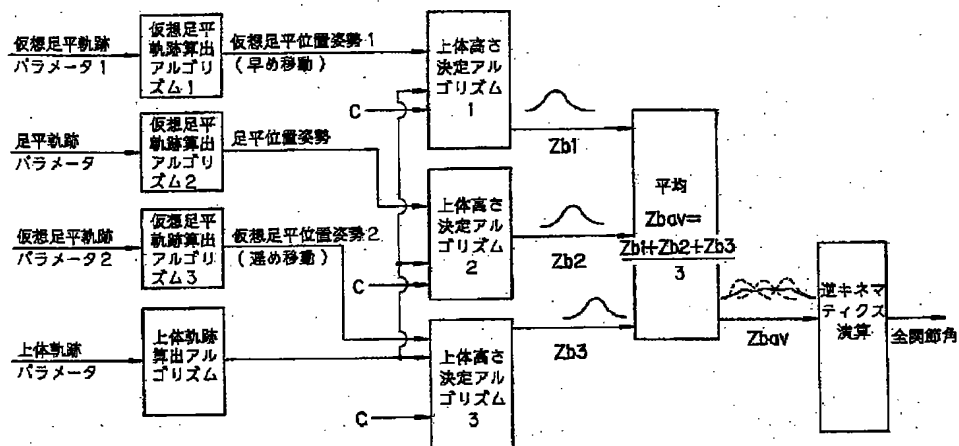 仮想足平軌跡
パラメータ1
仮想足平
軌跡算出
アルゴリ
ズム1
仮想足平位置姿勢1
(早め移動)
上体高さ
決定アル
ゴリズム
1
C
Zb1
足平軌跡
パラメータ
仮想足平
軌跡算出
アルゴリ
ズム2
足平位置姿勢
上体高さ
決定アル
ゴリズム
2
C
Zb2
平均
Zbav=
Zb1+Zb2+Zb3
3
仮想足平軌跡
パラメータ2
仮想足平
軌跡算出
アルゴリ
ズム3
仮想足平位置姿勢2
(遅め移動)
上体軌跡
パラメータ
上体軌跡
算出アル
ゴリズム
上体高さ
決定アル
ゴリズム
3
C
Zb3
Zbav
逆キネマ
ティクス
演算
全関節角